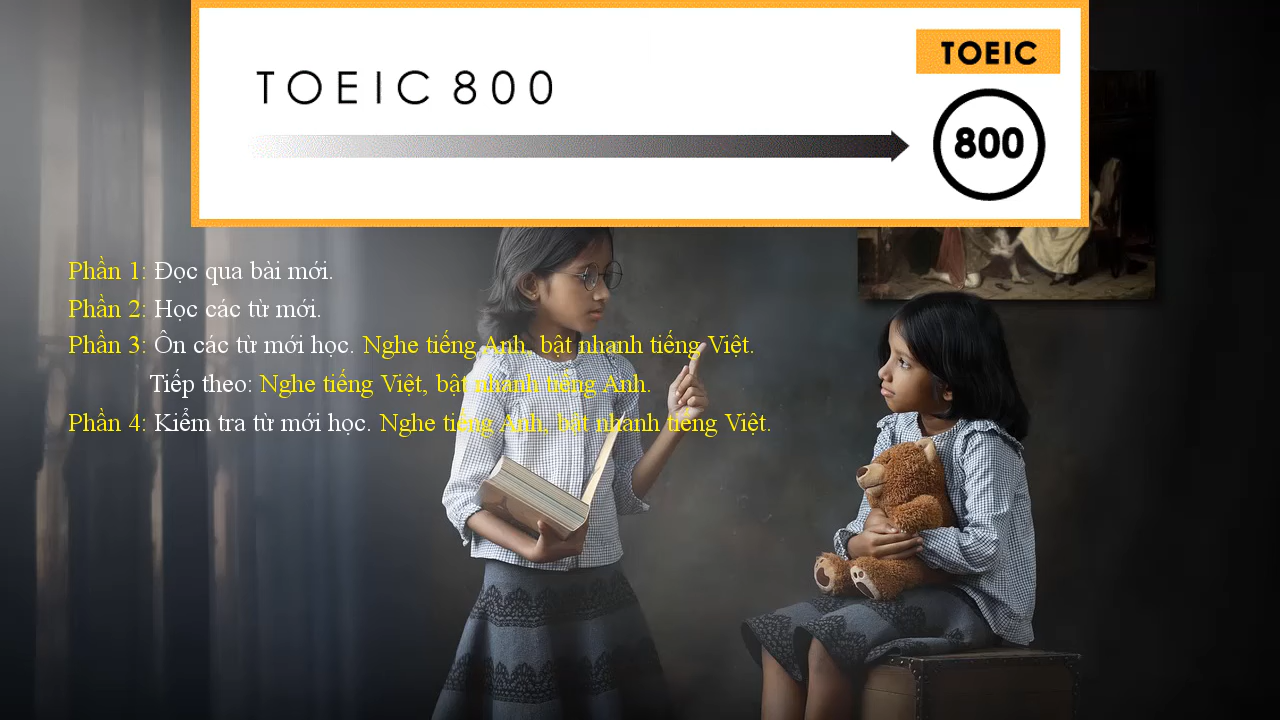 TOEIC
TOEIC 800
800
Phần 1: Đọc qua bài mới.
Phần 2: Học các từ mới.
Phần 3: Ôn các từ mới học. Nghe tiếng Anh, bật nhanh tiếng Việt.
Tiếp theo: Nghe tiếng Việt, bật nhanh tiếng Anh.
Phần 4: Kiểm tra từ mới học. Nghe tiếng Anh, bật nhanh tiếng Việt.